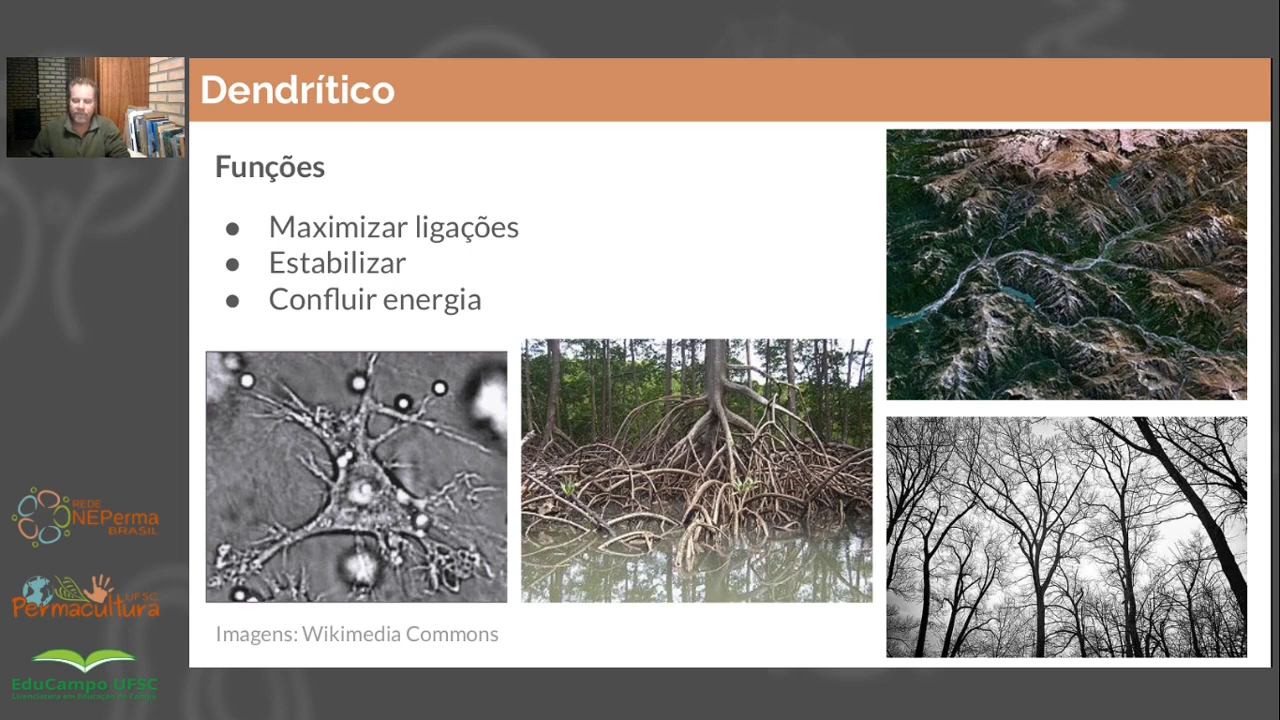 Dendrítico
Funções
● Maximizar ligações
● Estabilizar
● Confluir energia
Imagens: Wikimedia Commons
REDE
NEPerma
BRASIL
UFSC
Permacultura
EduCampo UFSC
Licenciatura em Educação do Campo